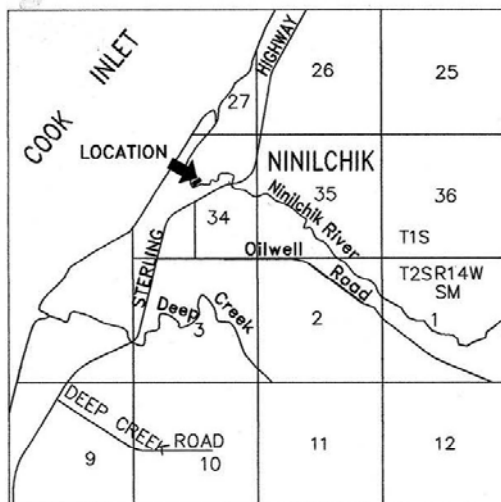 COOK INLET
HIGHWAY
26
25
27
LOCATION
NINILCHIK
35
36
34
Ninilchik River
T1S
Oilwell Road
T2SR14W
SM
STERLING
Deep Creek
3
2
1
DEEP CREEK ROAD
9
10
11
12